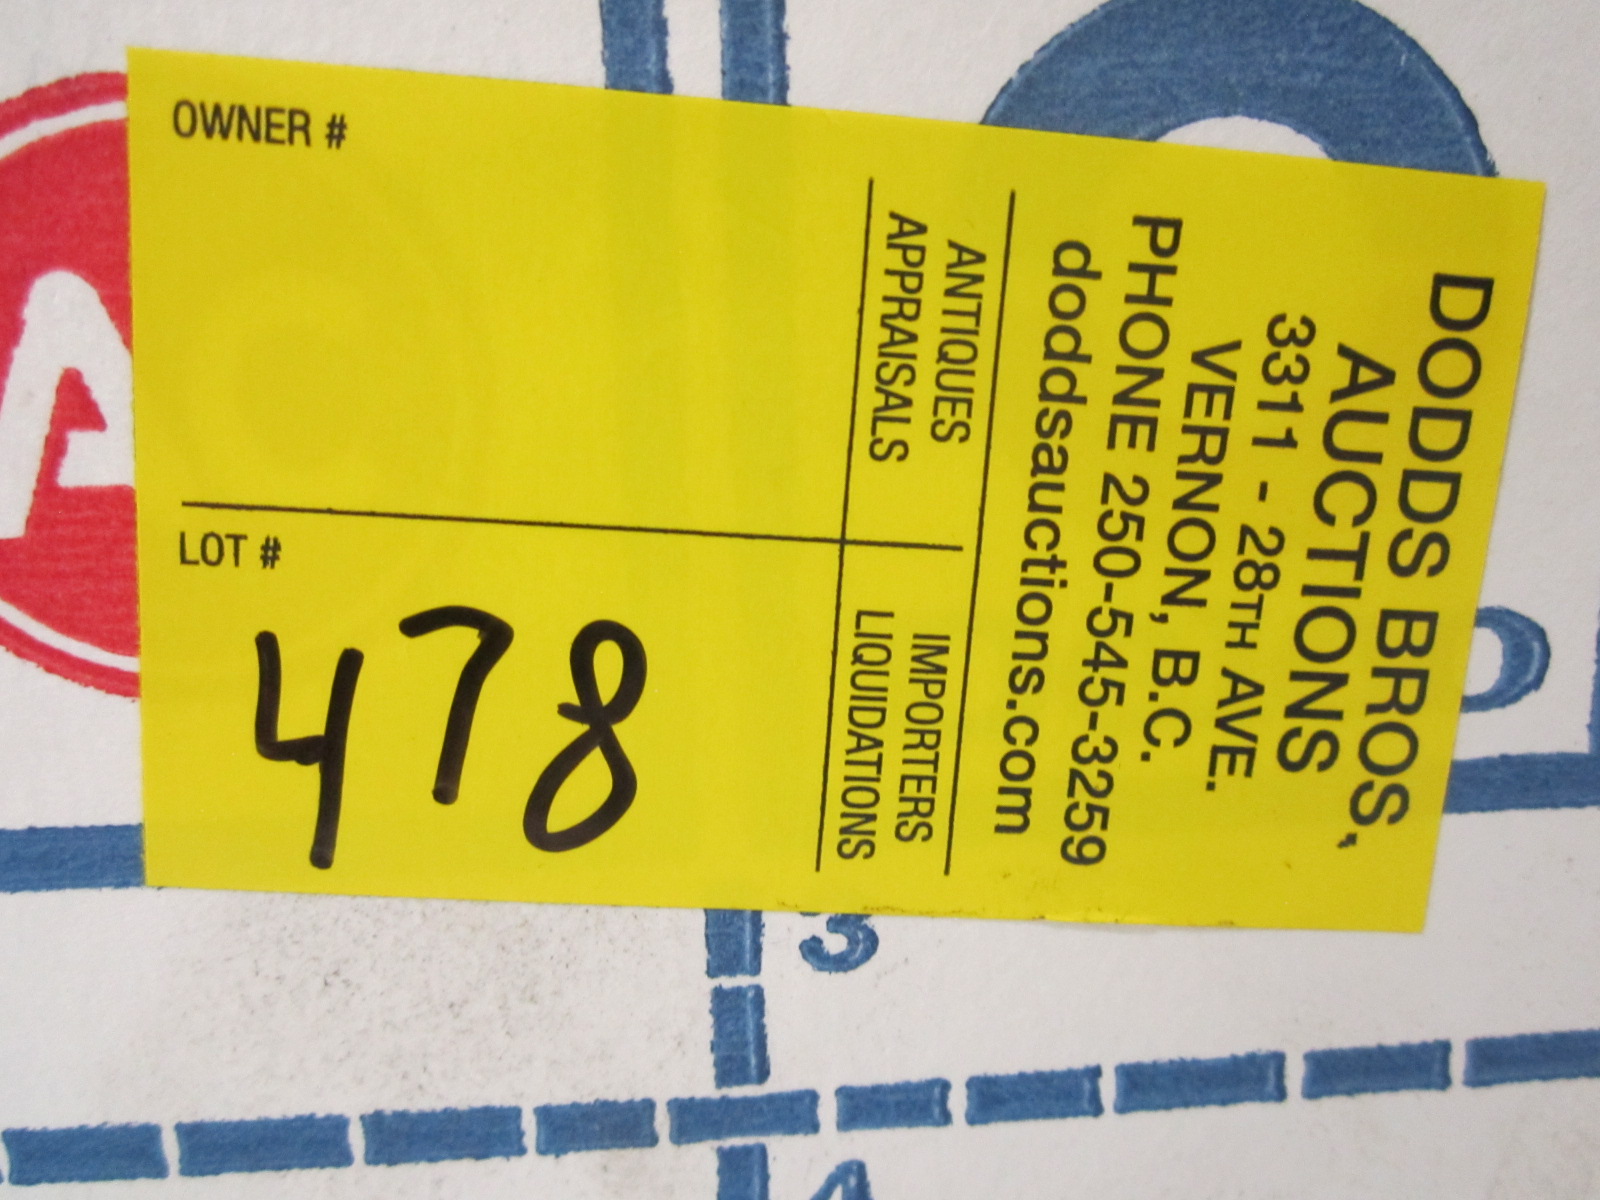 DODDS BROS,
AUCTIONS
3311 - 28TH AVE.
VERNON, B.C.
PHONE 250-545-3259
doddsauctions.com
ANTIQUES
APPRAISALS
IMPORTERS
LIQUIDATIONS
OWNER #
LOT #
478
3